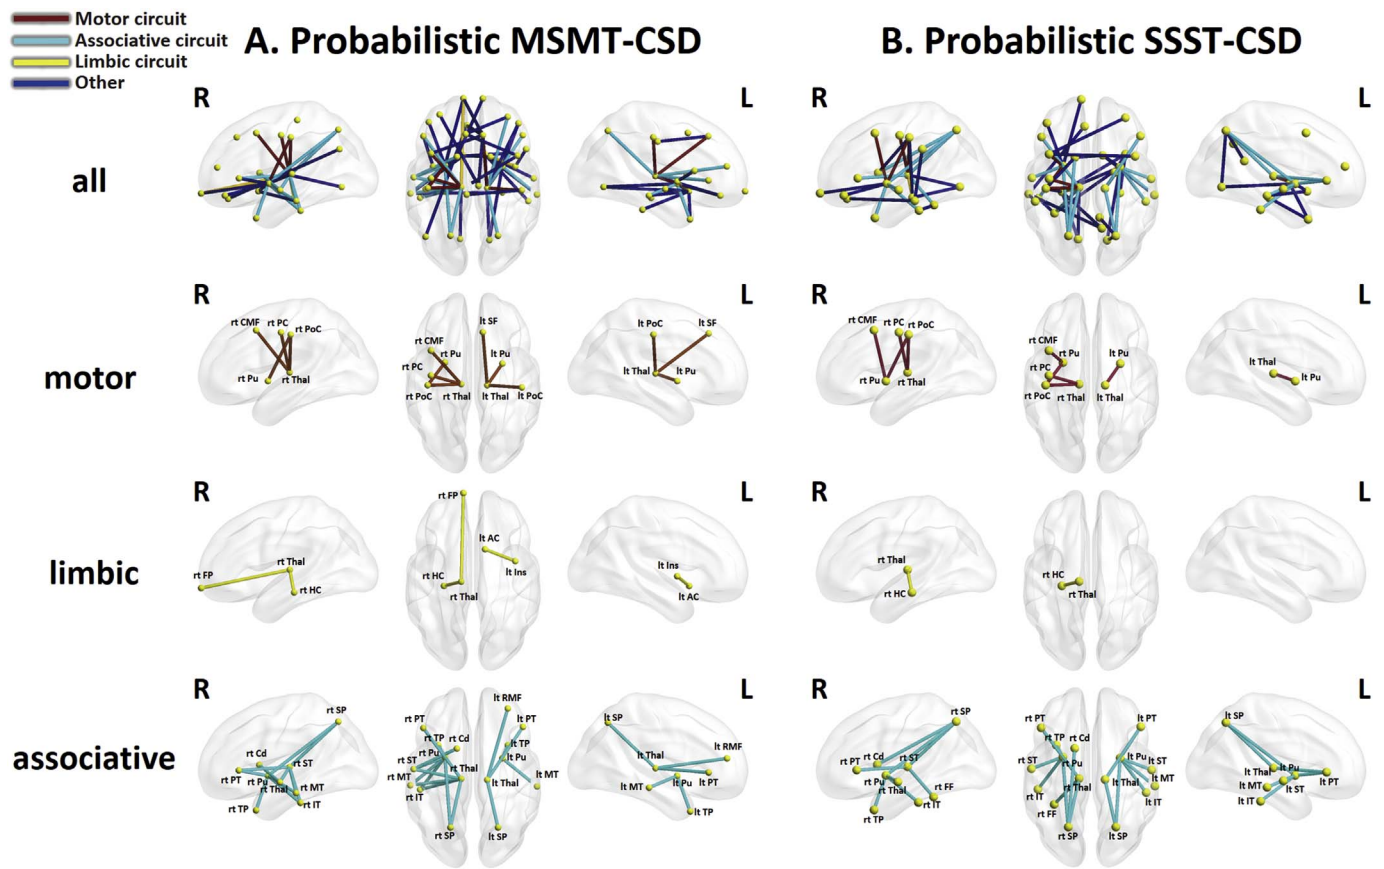 Motor circuit
Associative circuit
Limbic circuit
Other
A. Probabilistic MSMT-CSD
B. Probabilistic SSST-CSD
R
L
R
L
all
R
L
R
L
motor
rt CMF
rt PC
rt PoC
rt Pu
rt Thal
lt SF
rt CMF
rt Pu
lt Pu
rt PC
rt PoC
rt Thal
lt Thal
lt PoC
lt PoC
lt SF
lt Thal
lt Pu
rt CMF
rt PC
rt PoC
rt Pu
rt Thal
rt CMF
rt Pu
lt Pu
rt PC
rt PoC
rt Thal
lt Thal
lt Thal
lt Pu
R
L
R
L
limbic
rt Thal
rt FP
rt HC
rt FP
lt AC
lt Ins
rt HC
rt Thal
lt Ins
lt AC
rt Thal
rt HC
rt HC
rt Thal
R
L
R
L
associative
rt SP
rt Cd
rt ST
rt PT
rt Pu
rt Thal
rt MT
rt TP
rt IT
lt RMF
rt PT
lt PT
rt TP
rt Cd
lt TP
rt Pu
lt Pu
rt ST
rt Thal
rt MT
lt MT
lt Thal
rt IT
rt SP
lt SP
lt SP
lt RMF
lt Thal
lt PT
lt MT
lt Pu
lt TP
rt SP
rt Cd
rt ST
rt PT
rt Pu
rt Thal
rt FF
rt IT
rt TP
rt PT
lt PT
rt TP
rt Cd
lt Pu
rt ST
rt Pu
lt ST
rt Thal
lt Thal
lt MT
rt IT
lt IT
rt FF
rt SP
lt SP
lt SP
lt Thal
lt Pu
lt PT
lt MT
lt ST
lt IT